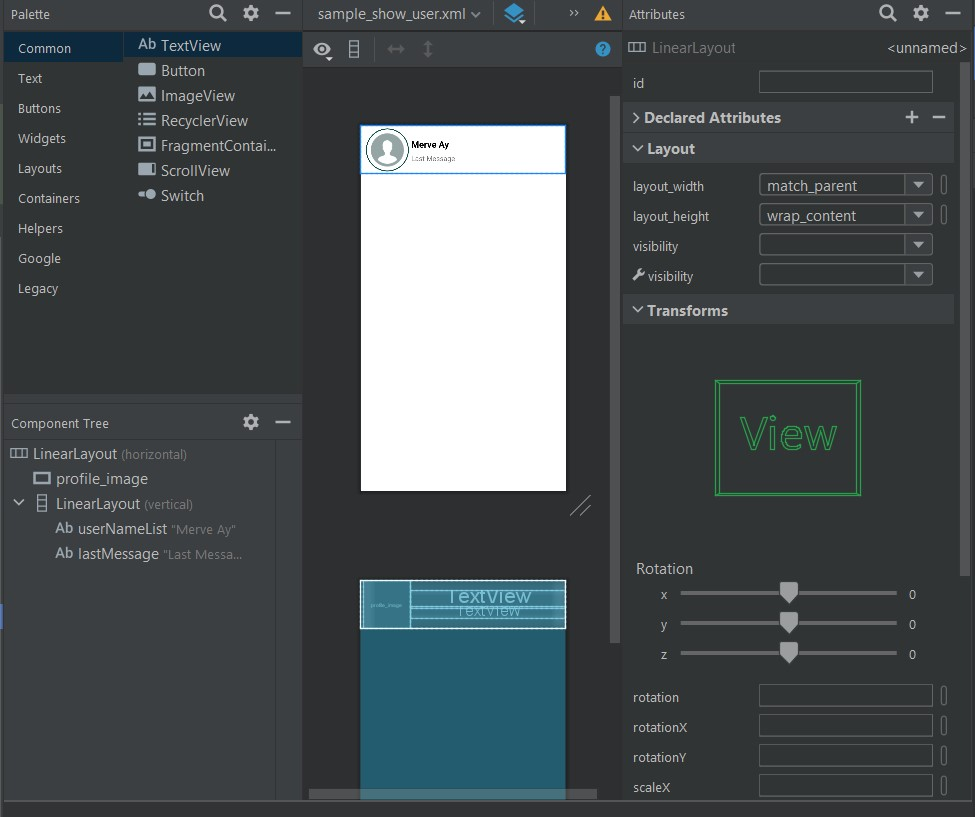 Palette
Common
Text
Buttons
Widgets
Layouts
Containers
Helpers
Google
Legacy
Ab TextView
Button
ImageView
RecyclerView
FragmentContai...
ScrollView
Switch
Component Tree
LinearLayout (horizontal)
profile_image
LinearLayout (vertical)
Ab userNameList "Merve Ay"
Ab lastMessage "Last Messa...
sample_show_user.xml
»
?
Merve Ay
Last Message
profile_image
TextView
TextView
Attributes
LinearLayout <unnamed>
id
Declared Attributes
Layout
layout_width match_parent
layout_height wrap_content
visibility
visibility
Transforms
View
Rotation
x 0
y 0
z 0
rotation
rotationX
rotationY
scaleX